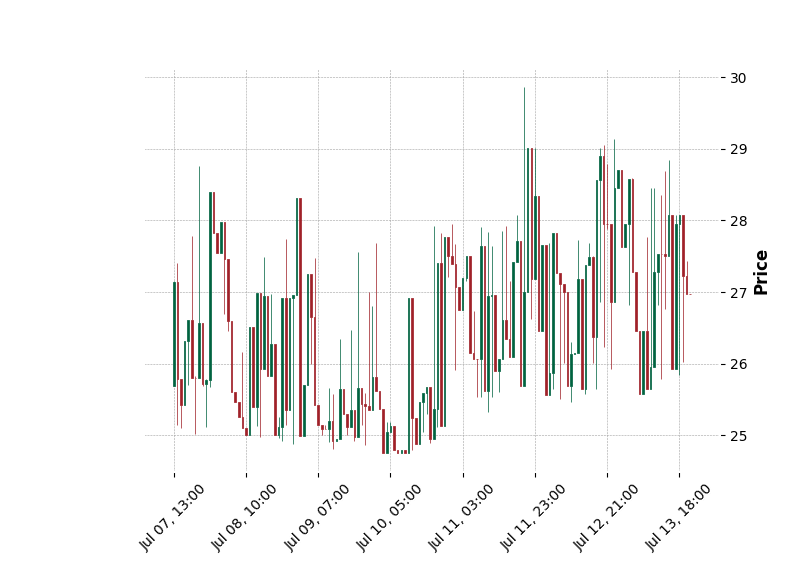 30
29
28
27
26
25
Price
Jul 07, 13:00
Jul 08, 10:00
Jul 09, 07:00
Jul 10, 05:00
Jul 11, 03:00
Jul 11, 23:00
Jul 12, 21:00
Jul 13, 18:00